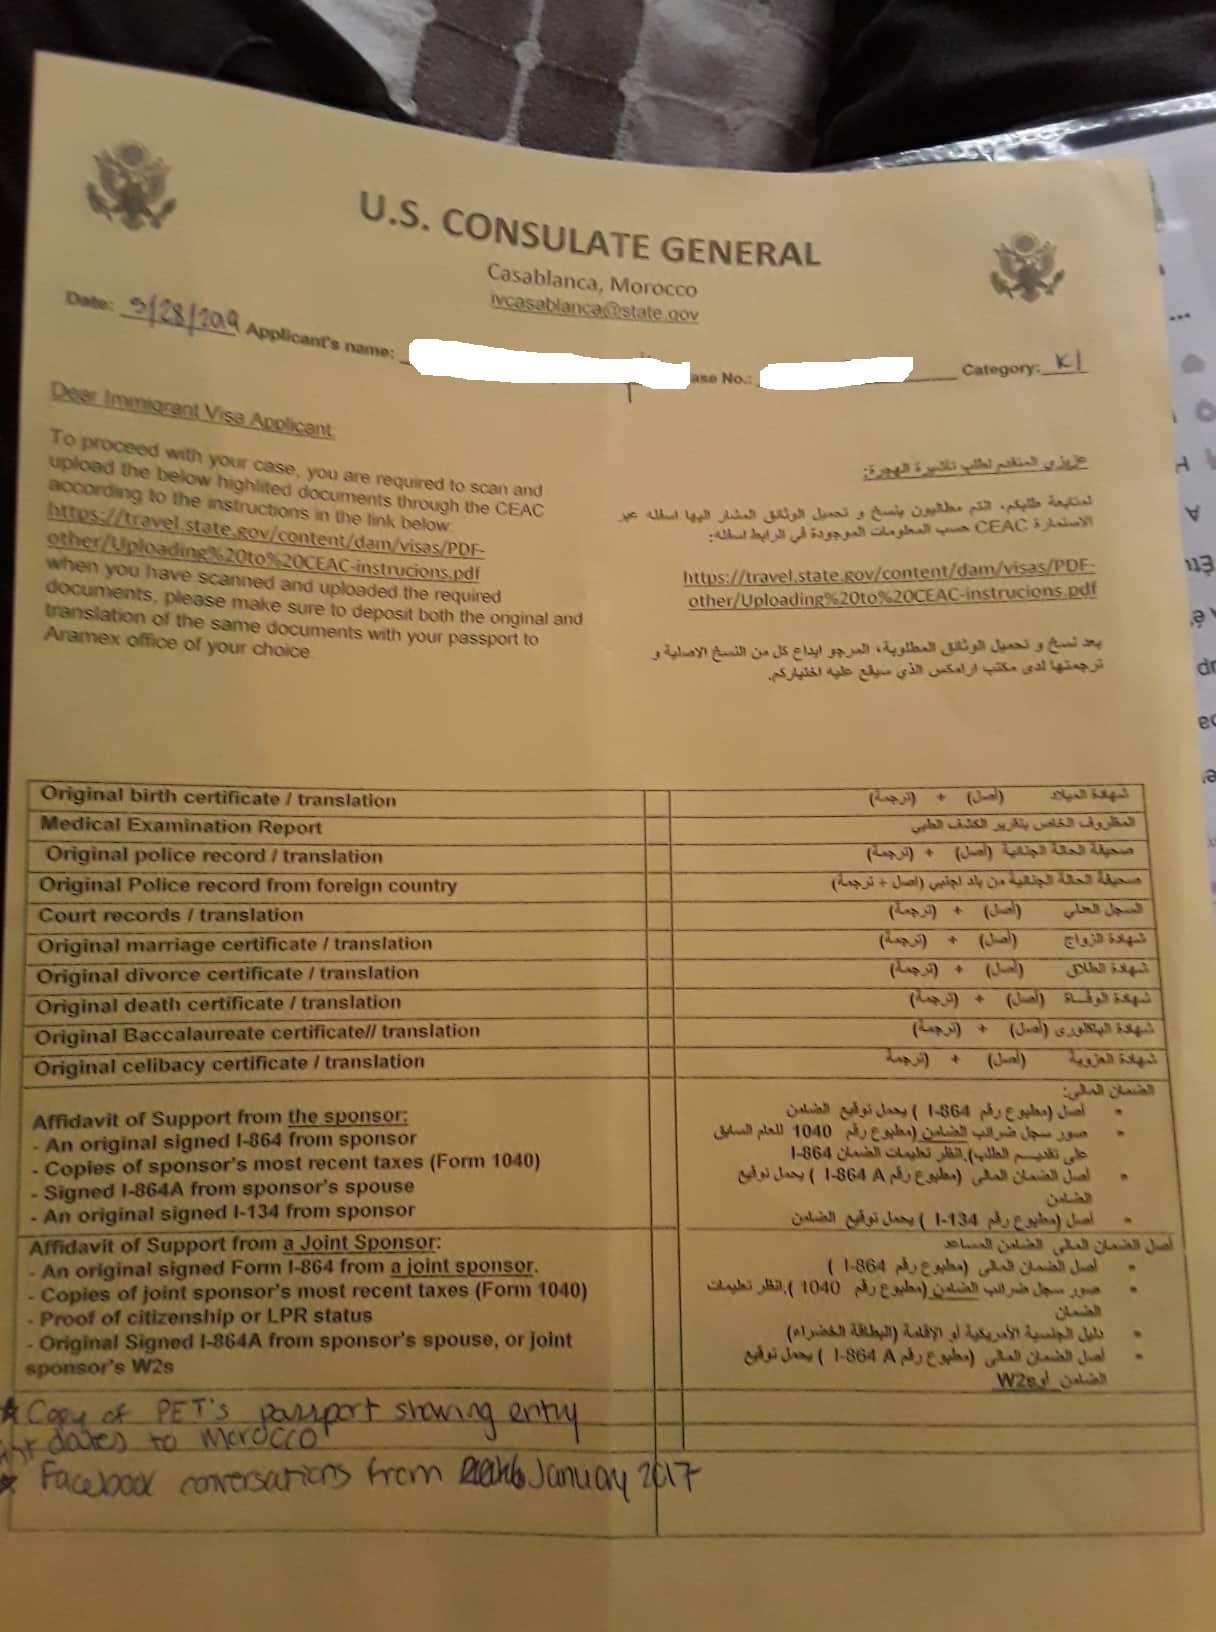 U.S. CONSULATE GENERAL
Casablanca, Morocco
ivcasablanca@state.gov
Date: 3/28/2019 Applicant's name: ase No.: Category: K1
Dear Immigrant Visa Applicant
To proceed with your case, you are required to scan and
upload the below highlited documents through the CEAC
according to the instructions in the link below:
https://travel.state.gov/content/dam/visas/PDF-
other/Uploading%20to%20CEAC-instrucions.pdf
when you have scanned and uploaded the required
documents, please make sure to deposit both the original and
translation of the same documents with your passport to
Aramex office of your choice
عزيزي المتقدم لطلب تأشيرة الهجرة:
لمتابعة طلبكم، انتم مطالبون بنسخ و تحميل الوثائق المشار اليها اسفله عبر
الاستمارة CEAC حسب المعلومات الموجودة في الرابط اسفله:
https://travel.state.gov/content/dam/visas/PDF-
other/Uploading%20to%20CEAC-instrucions.pdf
بعد نسخ و تحميل الوثائق المطلوبة، المرجو ايداع كل من النسخ الاصلية و
ترجمتها لدى مكتب ارامكس الذي سيقع عليه اختياركم.
Original birth certificate / translation شهادة الميلاد (أصل) + (ترجمة)
Medical Examination Report المظروف الخاص بتقارير الكشف الطبي
Original police record / translation صحيفة الحالة الجنائية (أصل) + (ترجمة)
Original Police record from foreign country صحيفة الحالة الجنائية من بلد اجنبي (اصل + ترجمة)
Court records / translation السجل العدلي (أصل) + (ترجمة)
Original marriage certificate / translation شهادة الزواج (أصل) + (ترجمة)
Original divorce certificate / translation شهادة الطلاق (أصل) + (ترجمة)
Original death certificate / translation شهادة الوفاة (أصل) + (ترجمة)
Original Baccalaureate certificate// translation شهادة الباكلورى (أصل) + (ترجمة)
Original celibacy certificate / translation شهادة العزوبة (أصل) + (ترجمة
Affidavit of Support from the sponsor:
- An original signed I-864 from sponsor
- Copies of sponsor's most recent taxes (Form 1040)
- Signed I-864A from sponsor's spouse
- An original signed I-134 from sponsor
الضمان المالى:
• أصل (مطبوع رقم I-864 ) يحمل توقيع الضامن
• صور سجل ضرائب الضامن (مطبوع رقم 1040 للعام السابق
على تقديم الطلب).انظر تعليمات الضمان I-864
• أصل الضمان المالى (مطبوع رقم I-864 A ) يحمل توقيع
الضامن
• أصل (مطبوع رقم I-134 ) يحمل توقيع الضامن
Affidavit of Support from a Joint Sponsor:
- An original signed Form I-864 from a joint sponsor.
- Copies of joint sponsor's most recent taxes (Form 1040)
- Proof of citizenship or LPR status
- Original Signed I-864A from sponsor's spouse, or joint
sponsor's W2s
أصل الضمان المالى الضامن المساعد
• أصل الضمان المالى (مطبوع رقم I-864 )
• صور سجل ضرائب الضامن (مطبوع رقم 1040 ).انظر تعليمات
الضمان
• دليل الجنسية الأمريكية أو الإقامة (البطاقة الخضراء)
• أصل الضمان المالى (مطبوع رقم I-864 A ) يحمل توقيع
الضامن أو W2s
* Copy of PET's passport showing entry
dates to Morocco
* Facebook conversations from January 2017